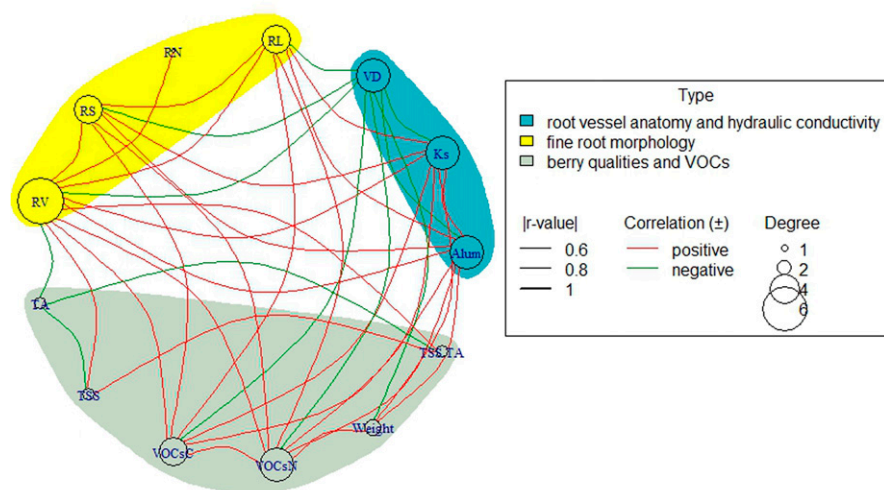 RN
RL
VD
RS
Ks
RV
Alum
TA
TSS
TSS.TA
Weight
VOCsC
VOCsN
Type
root vessel anatomy and hydraulic conductivity
fine root morphology
berry qualities and VOCs
|r-value| Correlation (±) Degree
0.6 positive 1
0.8 negative 2
1 4
6